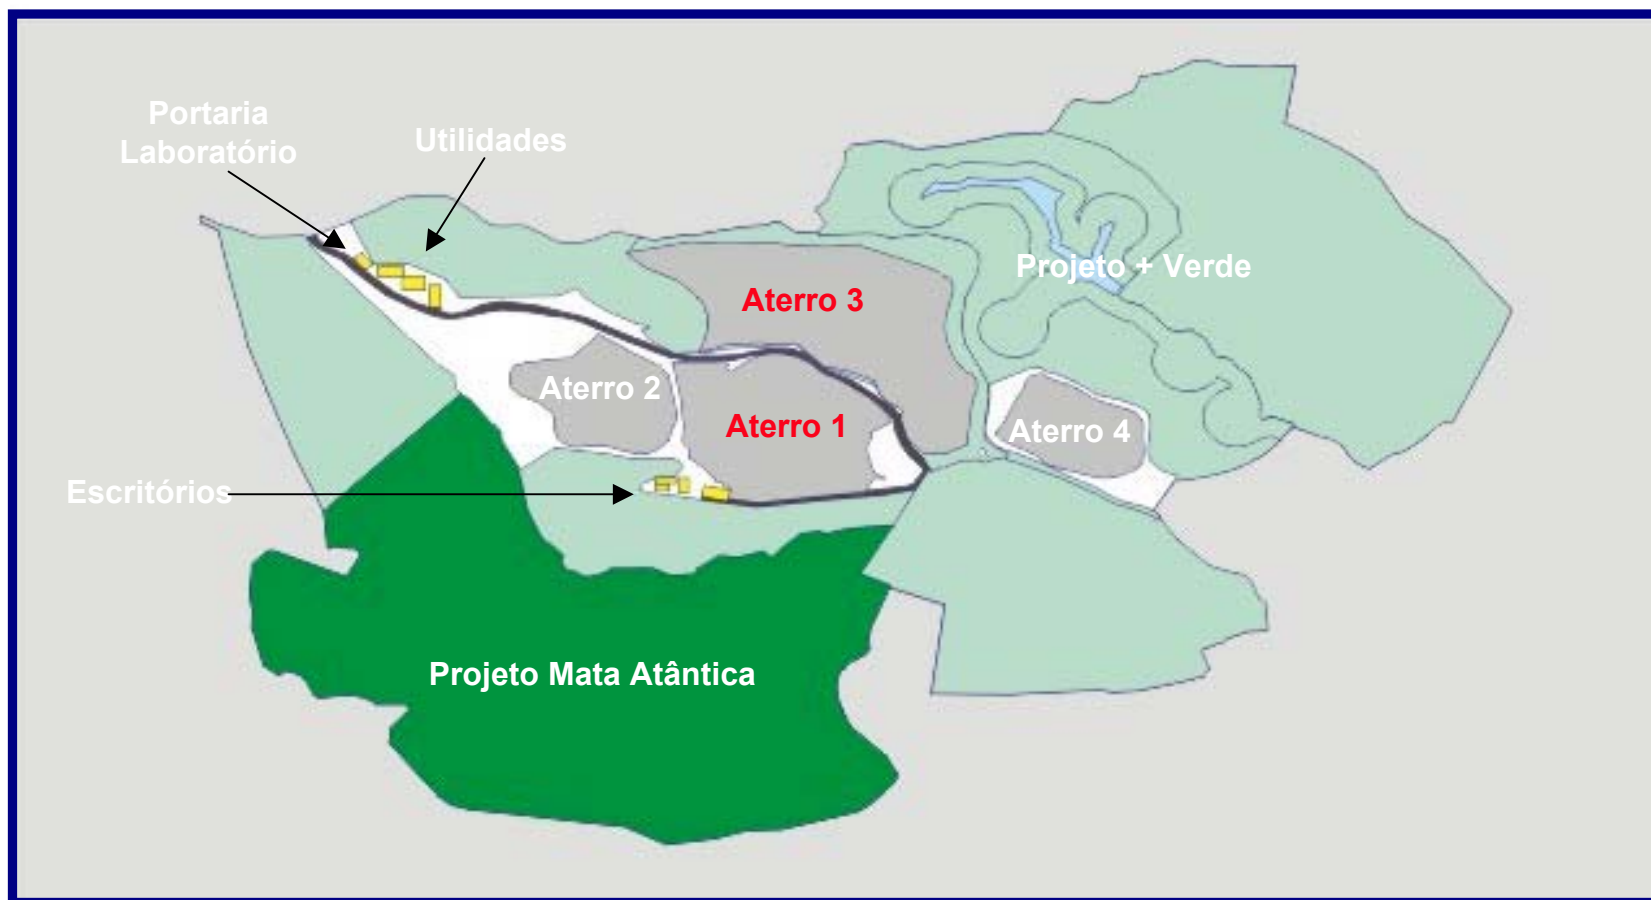 Portaria
Laboratório
Utilidades
Projeto + Verde
Aterro 3
Aterro 2
Aterro 1
Aterro 4
Escritórios
Projeto Mata Atântica